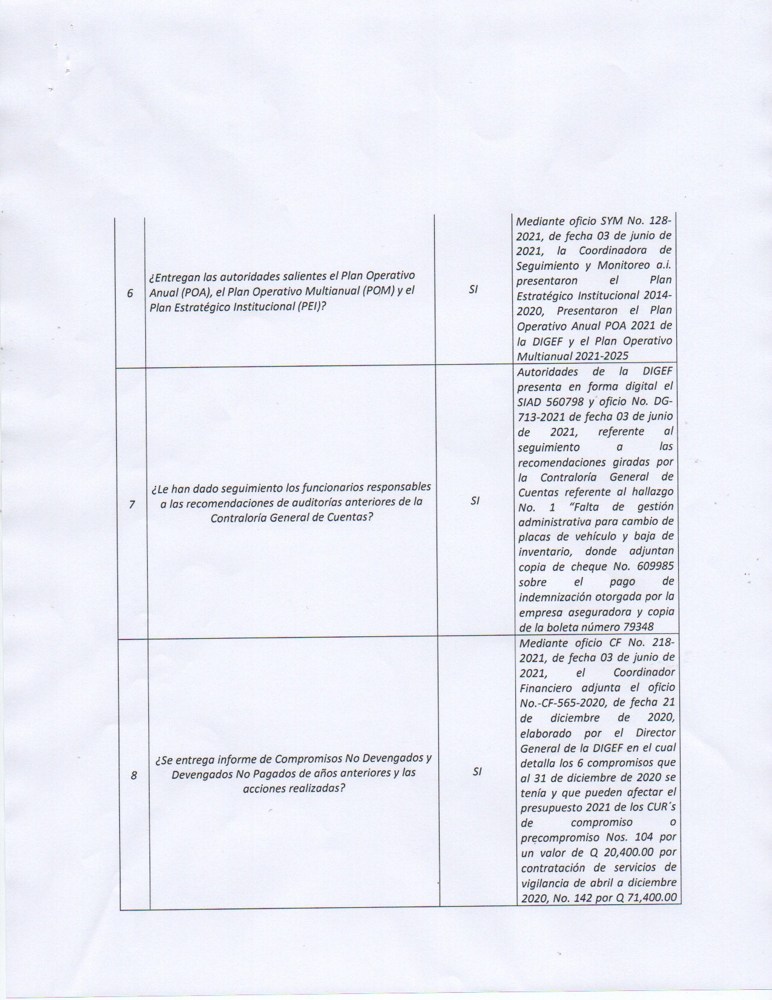 6
¿Entregan las autoridades salientes el Plan Operativo
Anual (POA), el Plan Operativo Multianual (POM) y el
Plan Estratégico Institucional (PEI)?
SI
Mediante oficio SYM No. 128-
2021, de fecha 03 de junio de
2021, la Coordinadora de
Seguimiento y Monitoreo a.i.
presentaron el Plan
Estratégico Institucional 2014-
2020, Presentaron el Plan
Operativo Anual POA 2021 de
la DIGEF y el Plan Operativo
Multianual 2021-2025
7
¿Le han dado seguimiento los funcionarios responsables
a las recomendaciones de auditorías anteriores de la
Contraloría General de Cuentas?
SI
Autoridades de la DIGEF
presenta en forma digital el
SIAD 560798 y oficio No. DG-
713-2021 de fecha 03 de junio
de 2021, referente al
seguimiento a las
recomendaciones giradas por
la Contraloría General de
Cuentas referente al hallazgo
No. 1 “Falta de gestión
administrativa para cambio de
placas de vehículo y baja de
inventario, donde adjuntan
copia de cheque No. 609985
sobre el pago de
indemnización otorgada por la
empresa aseguradora y copia
de la boleta número 79348
8
¿Se entrega informe de Compromisos No Devengados y
Devengados No Pagados de años anteriores y las
acciones realizadas?
SI
Mediante oficio CF No. 218-
2021, de fecha 03 de junio de
2021, el Coordinador
Financiero adjunta el oficio
No.-CF-565-2020, de fecha 21
de diciembre de 2020,
elaborado por el Director
General de la DIGEF en el cual
detalla los 6 compromisos que
al 31 de diciembre de 2020 se
tenía y que pueden afectar el
presupuesto 2021 de los CUR´s
de compromiso o
precompromiso Nos. 104 por
un valor de Q 20,400.00 por
contratación de servicios de
vigilancia de abril a diciembre
2020, No. 142 por Q 71,400.00